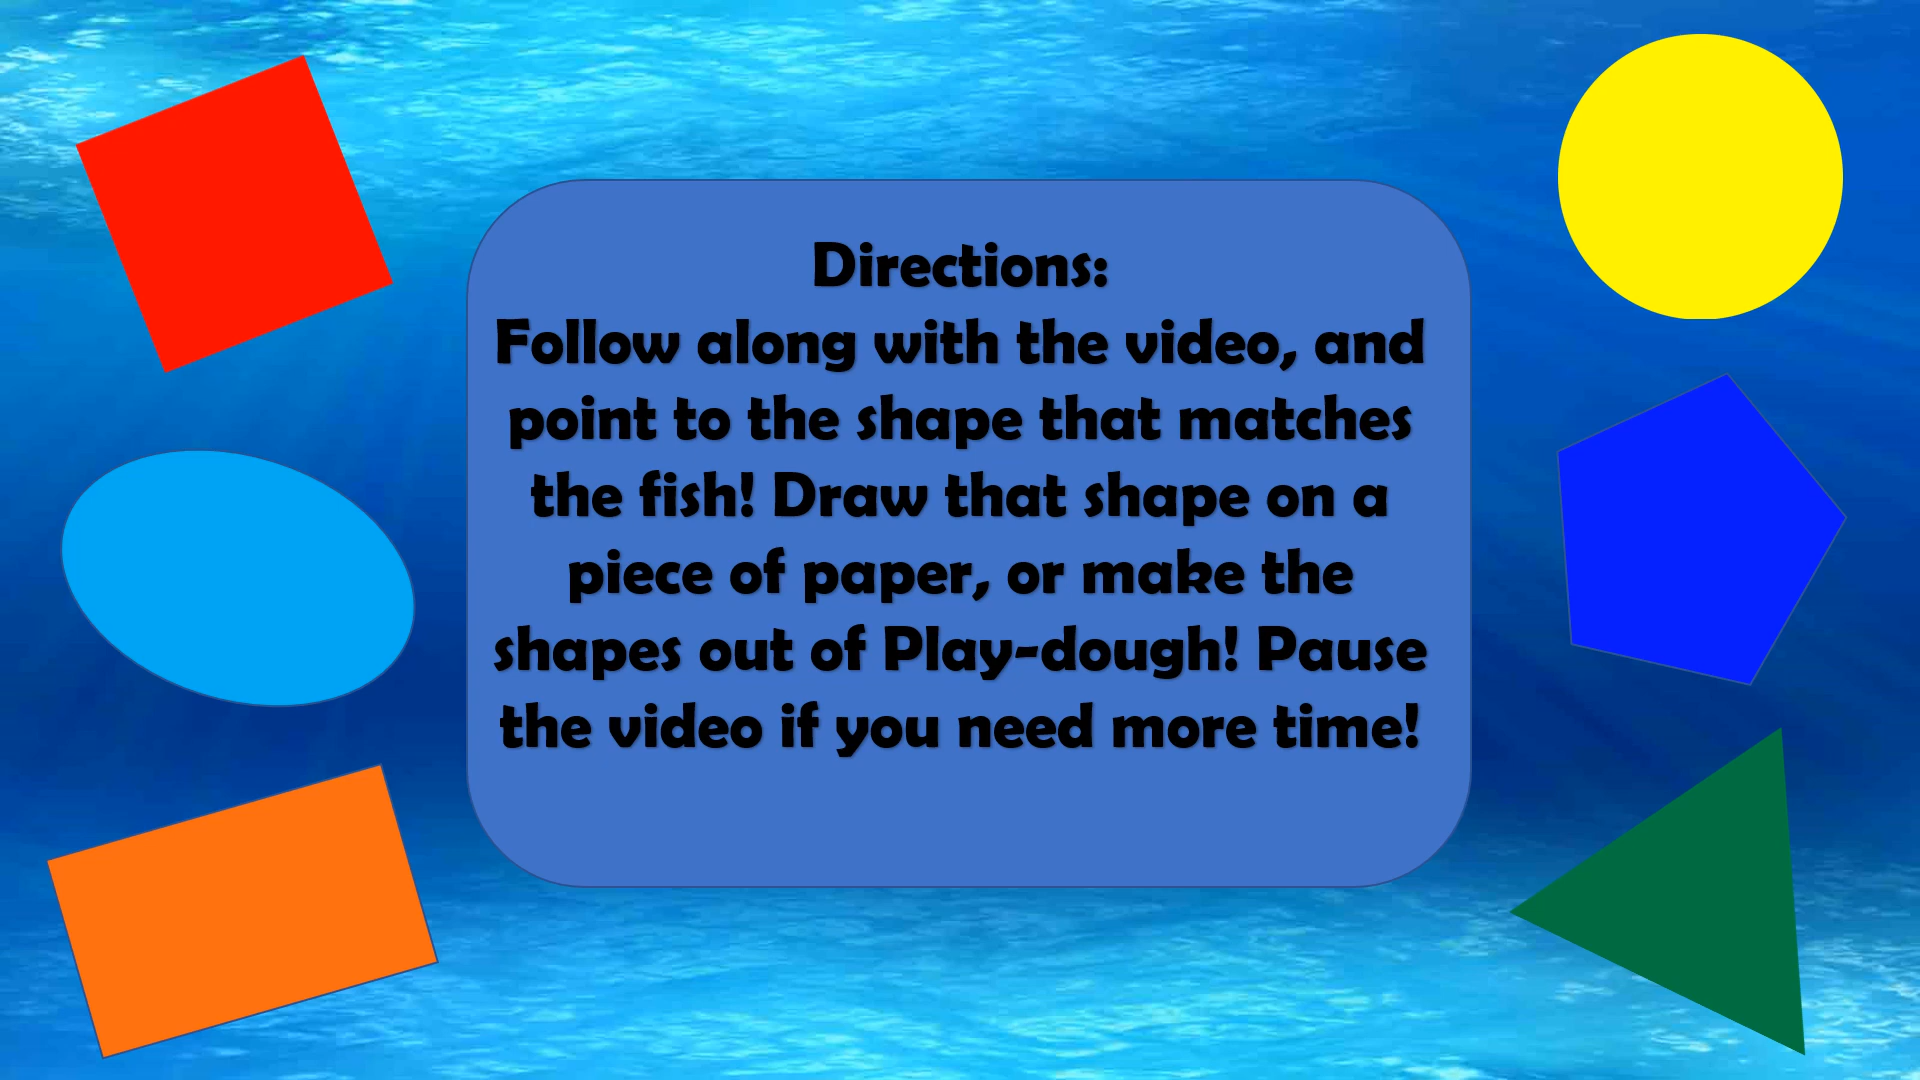 Directions:
Follow along with the video, and
point to the shape that matches
the fish! Draw that shape on a
piece of paper, or make the
shapes out of Play-dough! Pause
the video if you need more time!